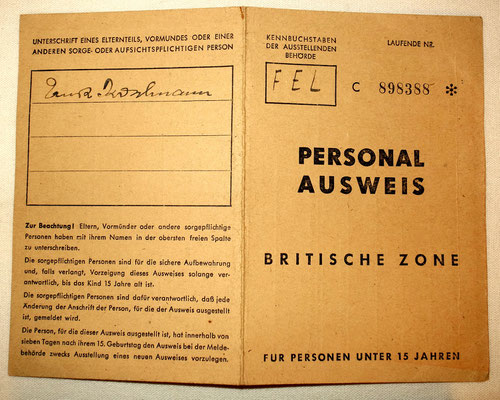 UNTERSCHRIFT EINES ELTERNTEILS, VORMUNDES ODER EINER
ANDEREN SORGE- ODER AUFSICHTSPFLICHTIGEN PERSON
Zur Beachtung! Eltern, Vormünder oder andere sorgepflichtige
Personen haben mit ihrem Namen in der obersten freien Spalte
zu unterschreiben.
Die sorgepflichtigen Personen sind für die sichere Aufbewahrung
und, falls verlangt, Vorzeigung dieses Ausweises solange ver-
antwortlich, bis das Kind 15 Jahre alt ist.
Die sorgepflichtigen Personen sind dafür verantwortlich, daß jede
Änderung der Anschrift der Person, für die der Ausweis ausgestellt
ist, gemeldet wird.
Die Person, für die dieser Ausweis ausgestellt ist, hat innerhalb von
sieben Tagen nach ihrem 15. Geburtstag den Ausweis bei der Melde-
behörde zwecks Ausstellung eines neuen Ausweises vorzulegen.
KENNBUCHSTABEN
DER AUSSTELLENDEN
BEHÖRDE
LAUFENDE NR.
FEL C 898388 *
PERSONAL
AUSWEIS
BRITISCHE ZONE
FUR PERSONEN UNTER 15 JAHREN